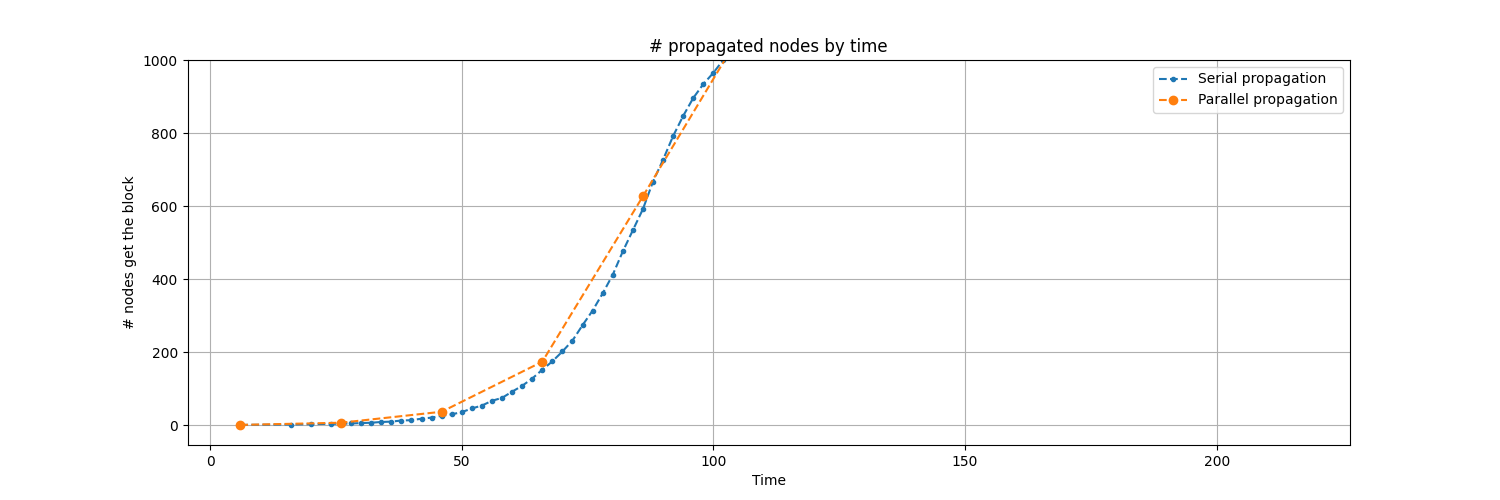 # propagated nodes by time
1000
800
600
400
200
0
# nodes get the block
0
50
100
150
200
Time
Serial propagation
Parallel propagation